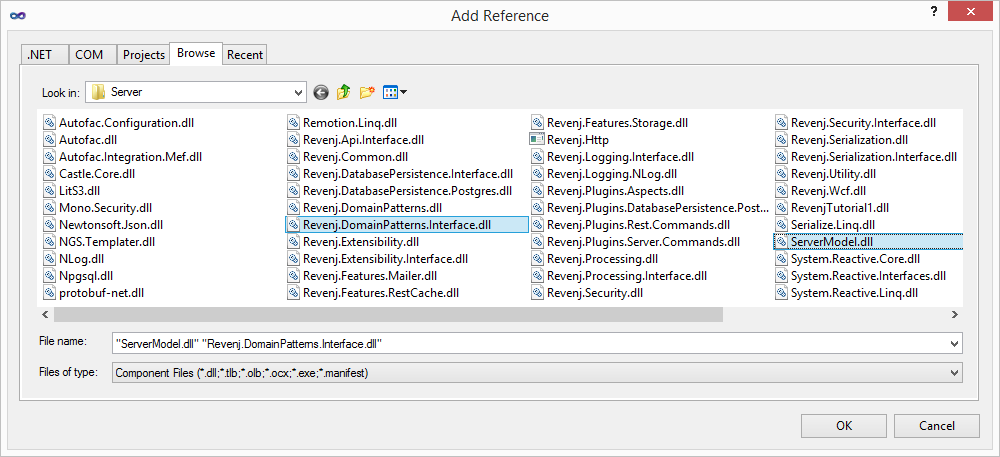 Add Reference
?
.NET COM Projects Browse Recent
Look in: Server
Autofac.Configuration.dll
Autofac.dll
Autofac.Integration.Mef.dll
Castle.Core.dll
LitS3.dll
Mono.Security.dll
Newtonsoft.Json.dll
NGS.Templater.dll
NLog.dll
Npgsql.dll
protobuf-net.dll
Remotion.Linq.dll
Revenj.Api.Interface.dll
Revenj.Common.dll
Revenj.DatabasePersistence.Interface.dll
Revenj.DatabasePersistence.Postgres.dll
Revenj.DomainPatterns.dll
Revenj.DomainPatterns.Interface.dll
Revenj.Extensibility.dll
Revenj.Extensibility.Interface.dll
Revenj.Features.Mailer.dll
Revenj.Features.RestCache.dll
Revenj.Features.Storage.dll
Revenj.Http
Revenj.Logging.Interface.dll
Revenj.Logging.NLog.dll
Revenj.Plugins.Aspects.dll
Revenj.Plugins.DatabasePersistence.Post...
Revenj.Plugins.Rest.Commands.dll
Revenj.Plugins.Server.Commands.dll
Revenj.Processing.dll
Revenj.Processing.Interface.dll
Revenj.Security.dll
Revenj.Security.Interface.dll
Revenj.Serialization.dll
Revenj.Serialization.Interface.dll
Revenj.Utility.dll
Revenj.Wcf.dll
RevenjTutorial1.dll
Serialize.Linq.dll
ServerModel.dll
System.Reactive.Core.dll
System.Reactive.Interfaces.dll
System.Reactive.Linq.dll
File name: "ServerModel.dll" "Revenj.DomainPatterns.Interface.dll"
Files of type: Component Files (*.dll;*.tlb;*.olb;*.ocx;*.exe;*.manifest)
OK Cancel